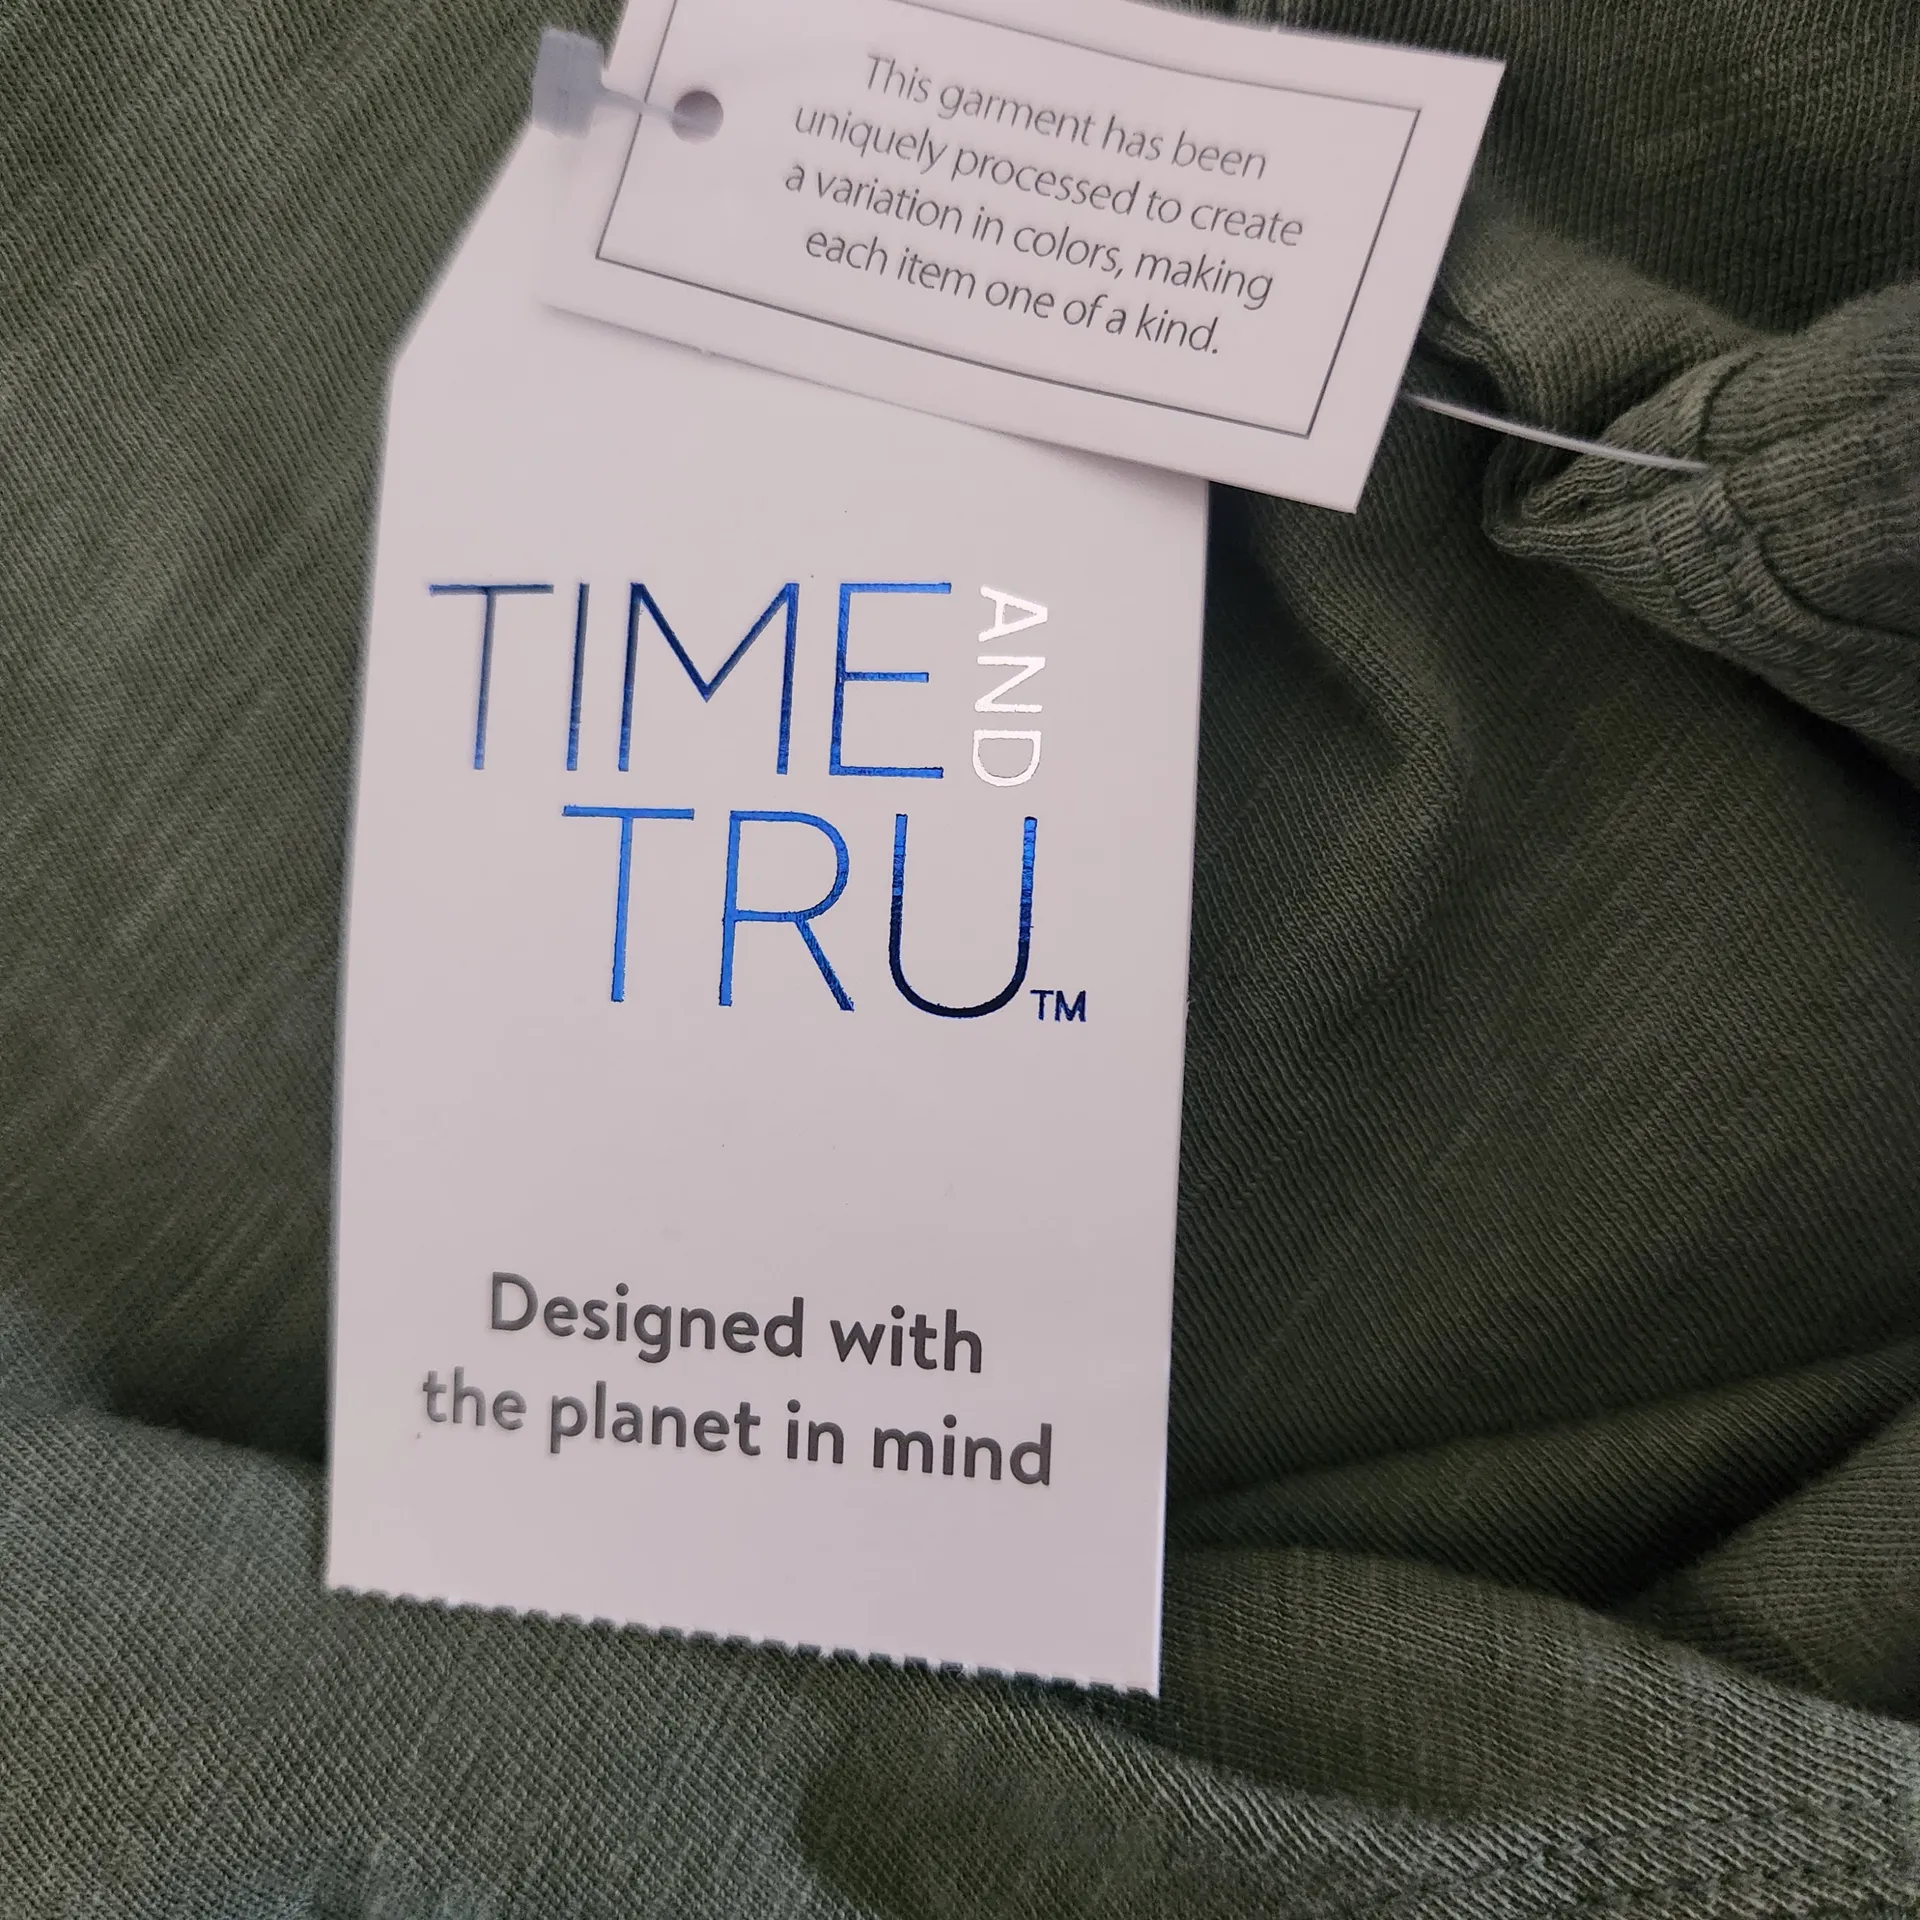 This garment has been
uniquely processed to create
a variation in colors, making
each item one of a kind.
TIME AND
TRU™
Designed with
the planet in mind